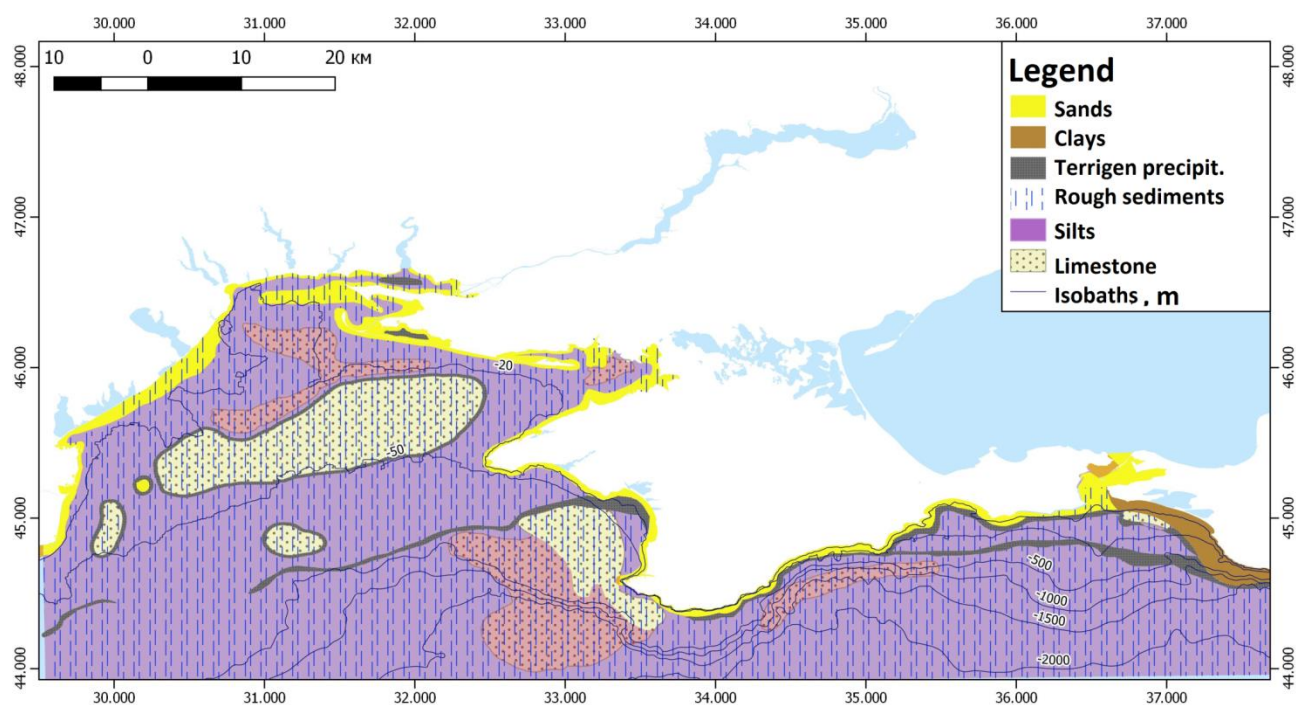 30.000 31.000 32.000 33.000 34.000 35.000 36.000 37.000
10 0 10 20 км
48.000 48.000
Legend
Sands
Clays
Terrigen precipit.
Rough sediments
Silts
Limestone
Isobaths , m
47.000 47.000
46.000 46.000
-20
-50
45.000 45.000
-500
-1000
-1500
-2000
44.000 44.000
30.000 31.000 32.000 33.000 34.000 35.000 36.000 37.000